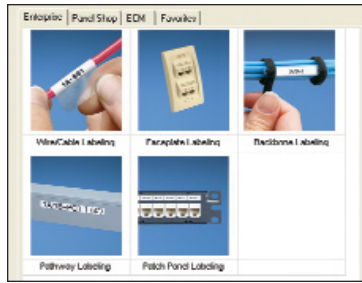 Enterprise Panel Shop ECM Favorites
Wire/Cable Labeling Faceplate Labeling Backbone Labeling
Pathway Labeling Patch Panel Labeling